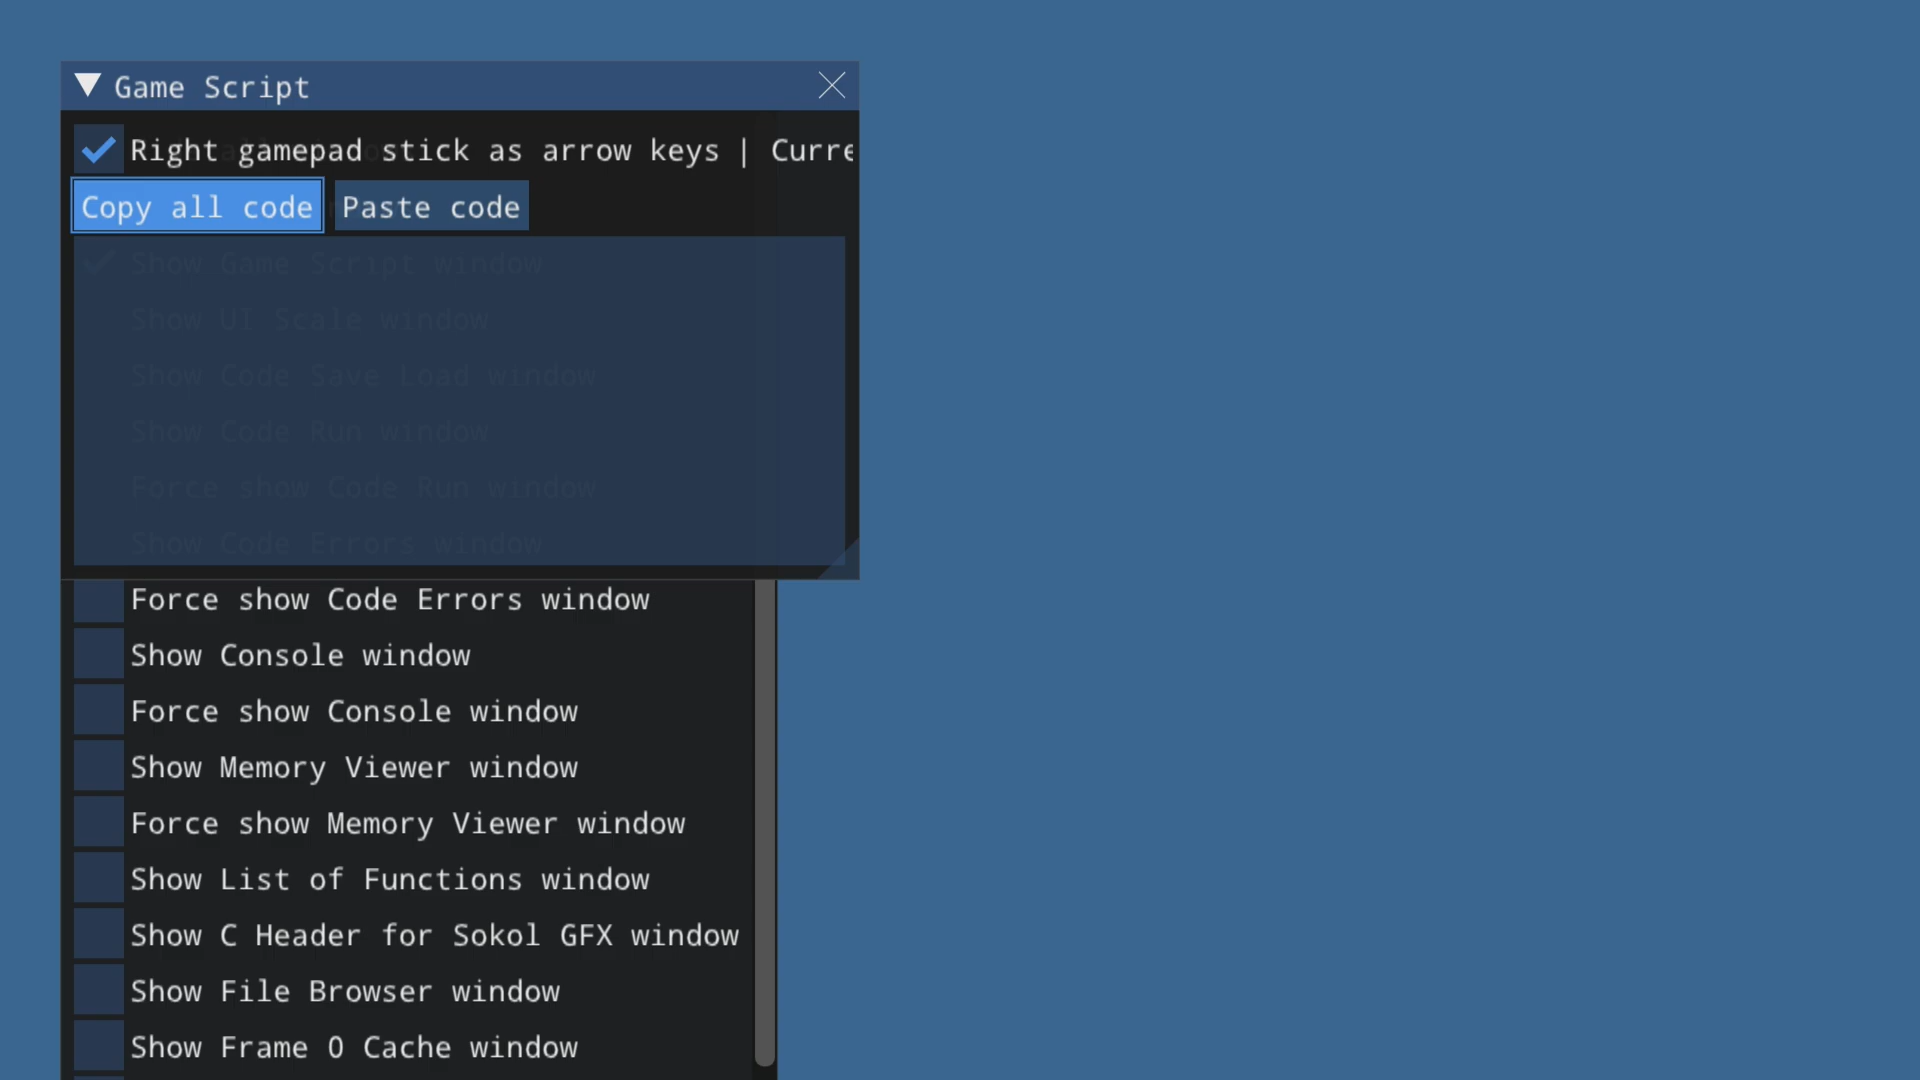 Game Script
Right gamepad stick as arrow keys | Curre
Copy all code Paste code
Show Game Script window
Show UI Scale window
Show Code Save Load window
Show Code Run window
Force show Code Run window
Show Code Errors window
Force show Code Errors window
Show Console window
Force show Console window
Show Memory Viewer window
Force show Memory Viewer window
Show List of Functions window
Show C Header for Sokol GFX window
Show File Browser window
Show Frame 0 Cache window